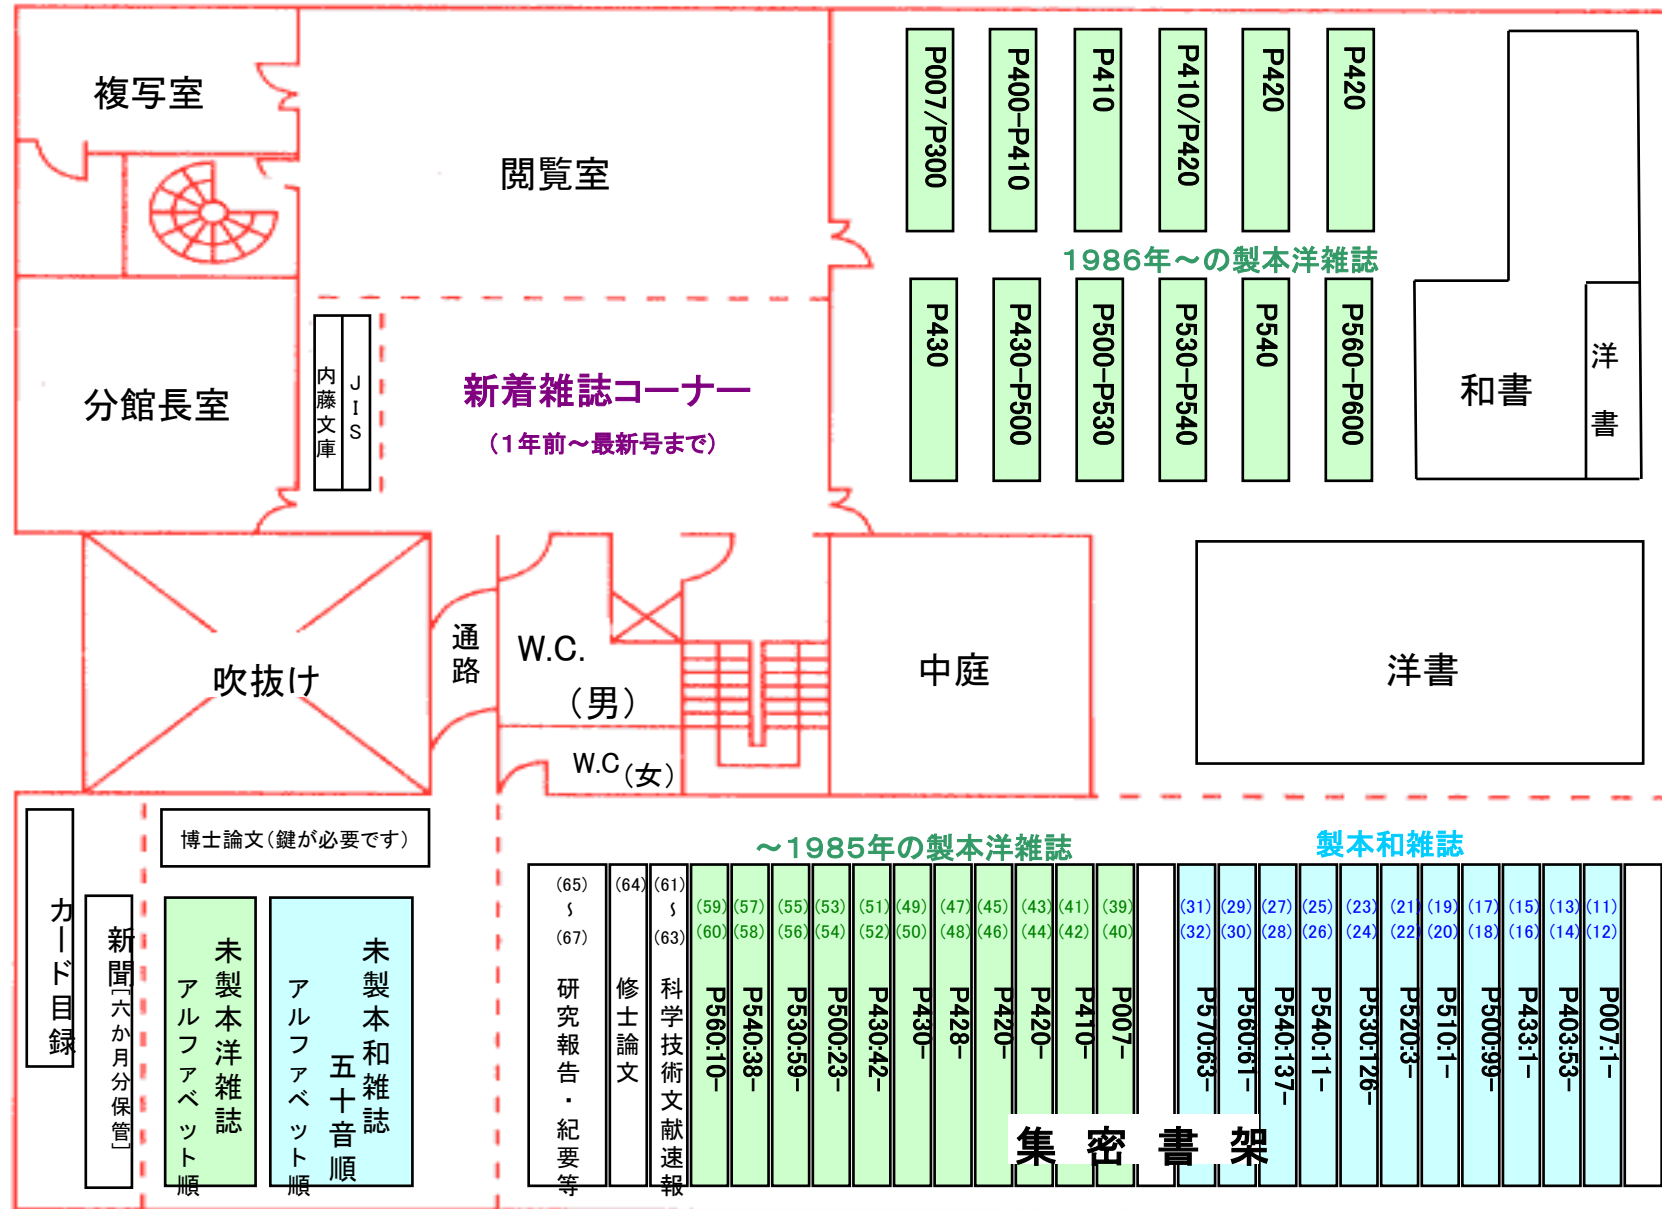 複写室
閲覧室
P007/P300
P400-P410
P410
P410/P420
P420
P420
1986年～の製本洋雑誌
P430
P430-P500
P500-P530
P530-P540
P540
P560-P600
和書
洋書
分館長室
内藤文庫
JIS
新着雑誌コーナー
（1年前～最新号まで）
吹抜け
通路
W.C.
（男）
W.C（女）
中庭
洋書
カード目録
新聞［六か月分保管］
博士論文（鍵が必要です）
未製本洋雑誌
アルファベット順
未製本和雑誌
五十音順
アルファベット順
～1985年の製本洋雑誌
製本和雑誌
(65)～(67)
研究報告・紀要等
(64)
修士論文
(61)～(63)
科学技術文献速報
(59)
(60)
P560:10-
(57)
(58)
P540:38-
(55)
(56)
P530:59-
(53)
(54)
P500:23-
(51)
(52)
P430:42-
(49)
(50)
P430-
(47)
(48)
P428-
(45)
(46)
P420-
(43)
(44)
P420-
(41)
(42)
P410-
(39)
(40)
P007-
(31)
(32)
P570:63-
(29)
(30)
P560:61-
(27)
(28)
P540:137-
(25)
(26)
P540:11-
(23)
(24)
P530:126-
(21)
(22)
P520:3-
(19)
(20)
P510:1-
(17)
(18)
P500:99-
(15)
(16)
P433:1-
(13)
(14)
P403:53-
(11)
(12)
P007:1-
集密書架